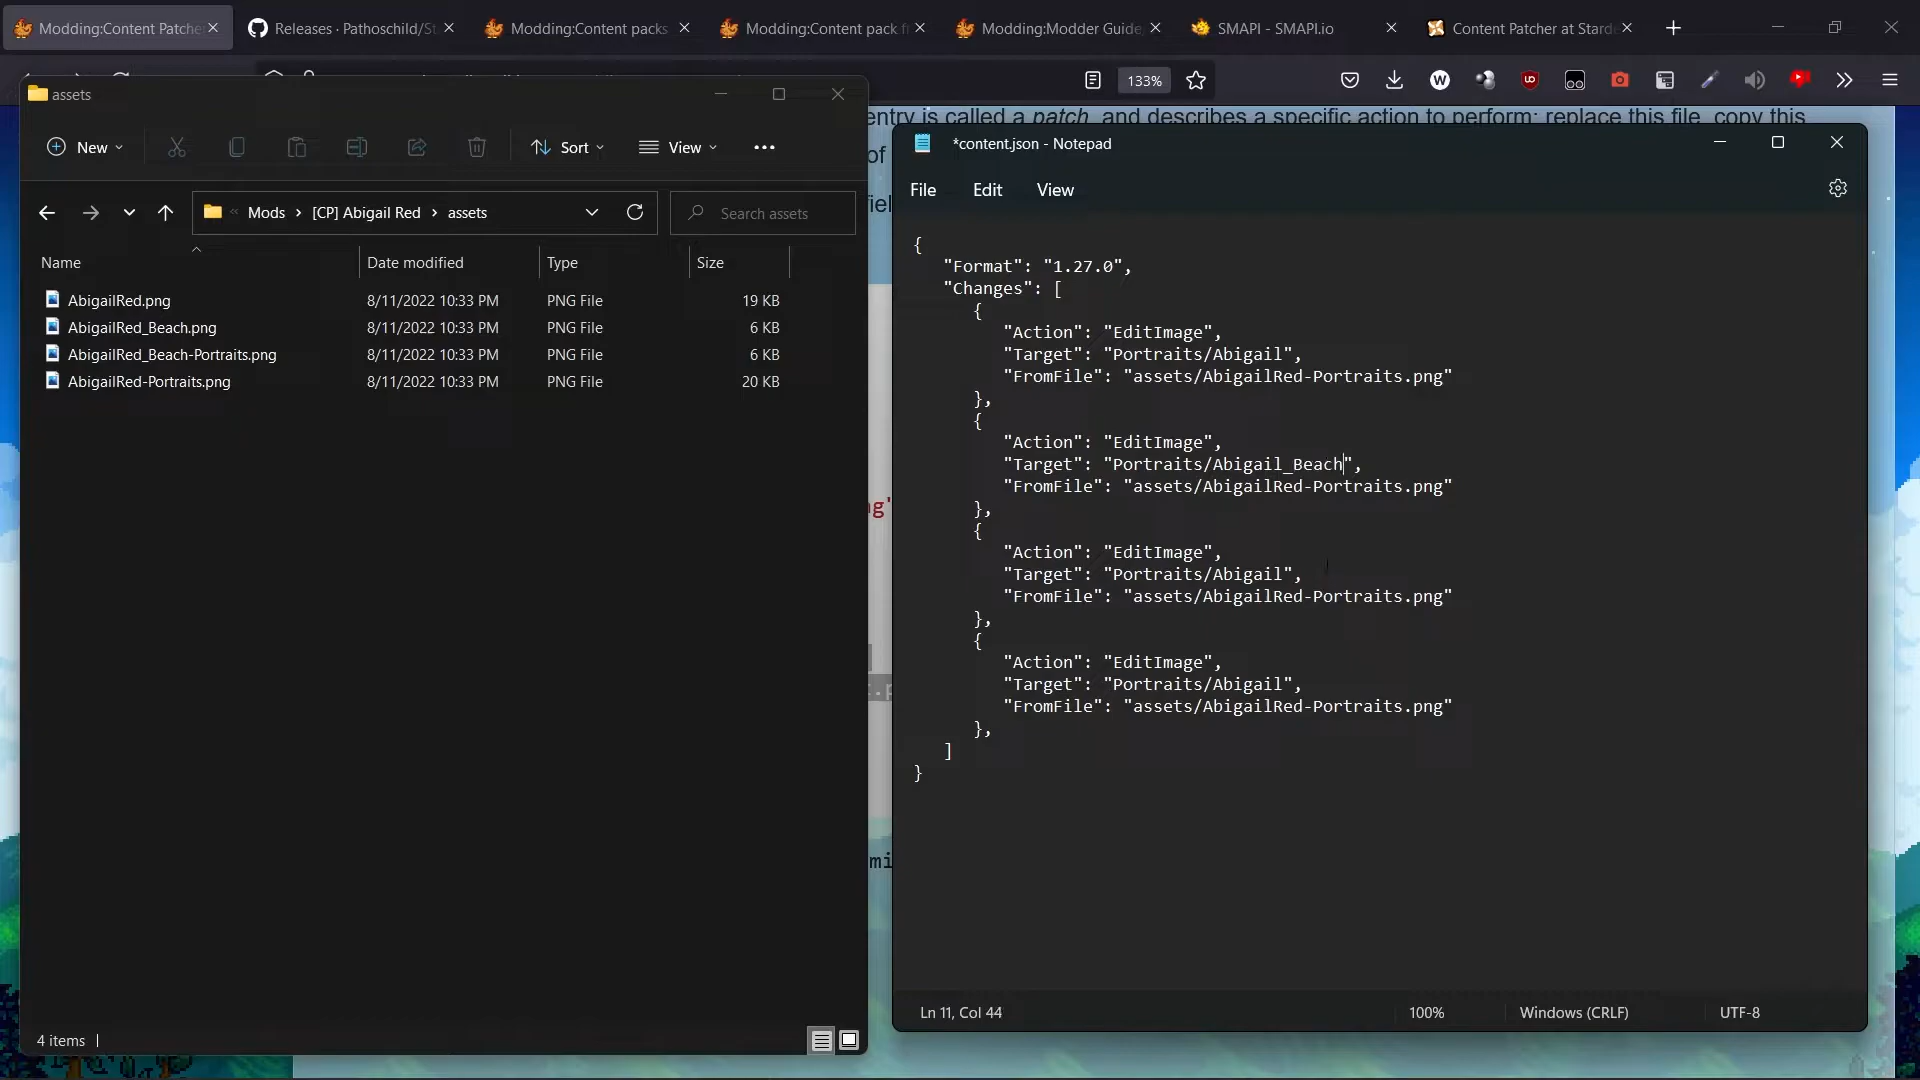 Modding:Content Patche
Releases · Pathoschild/St
Modding:Content packs
Modding:Content pack f
Modding:Modder Guide
SMAPI - SMAPI.io
Content Patcher at Stard
133%
entry is called a patch, and describes a specific action to perform: replace this file, copy this
of
assets
New
Sort
View
Mods
[CP] Abigail Red
assets
Search assets
Name
Date modified
Type
Size
AbigailRed.png
8/11/2022 10:33 PM
PNG File
19 KB
AbigailRed_Beach.png
8/11/2022 10:33 PM
PNG File
6 KB
AbigailRed_Beach-Portraits.png
8/11/2022 10:33 PM
PNG File
6 KB
AbigailRed-Portraits.png
8/11/2022 10:33 PM
PNG File
20 KB
4 items
*content.json - Notepad
File
Edit
View
{
"Format": "1.27.0",
"Changes": [
{
"Action": "EditImage",
"Target": "Portraits/Abigail",
"FromFile": "assets/AbigailRed-Portraits.png"
},
{
"Action": "EditImage",
"Target": "Portraits/Abigail_Beach",
"FromFile": "assets/AbigailRed-Portraits.png"
},
{
"Action": "EditImage",
"Target": "Portraits/Abigail",
"FromFile": "assets/AbigailRed-Portraits.png"
},
{
"Action": "EditImage",
"Target": "Portraits/Abigail",
"FromFile": "assets/AbigailRed-Portraits.png"
},
]
}
Ln 11, Col 44
100%
Windows (CRLF)
UTF-8